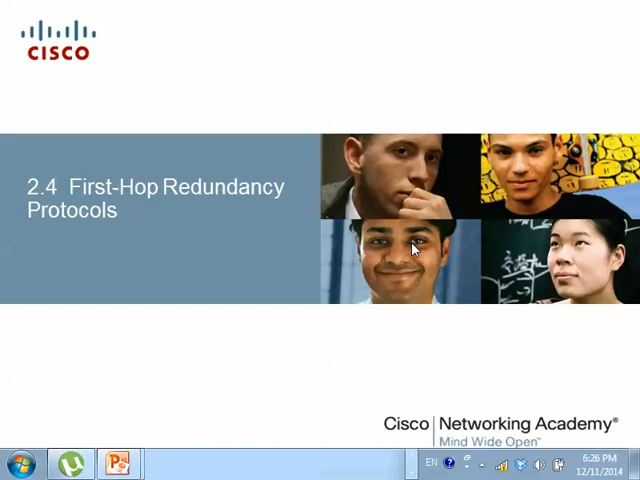 CISCO
2.4 First-Hop Redundancy
Protocols
Cisco Networking Academy®
Mind Wide Open™
EN
6:26 PM
12/11/2014